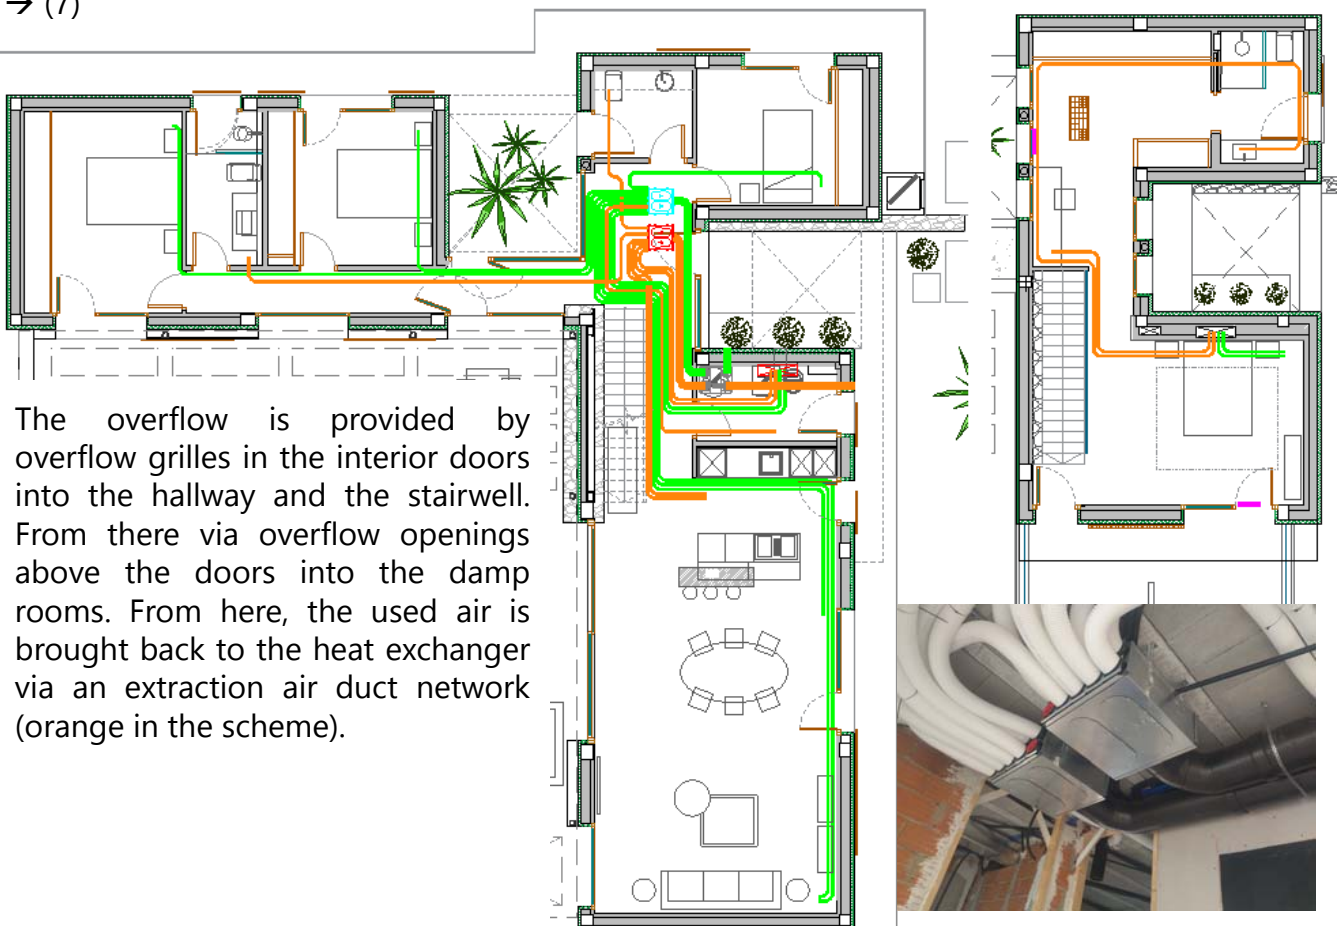 → (7)
The overflow is provided by
overflow grilles in the interior doors
into the hallway and the stairwell.
From there via overflow openings
above the doors into the damp
rooms. From here, the used air is
brought back to the heat exchanger
via an extraction air duct network
(orange in the scheme).